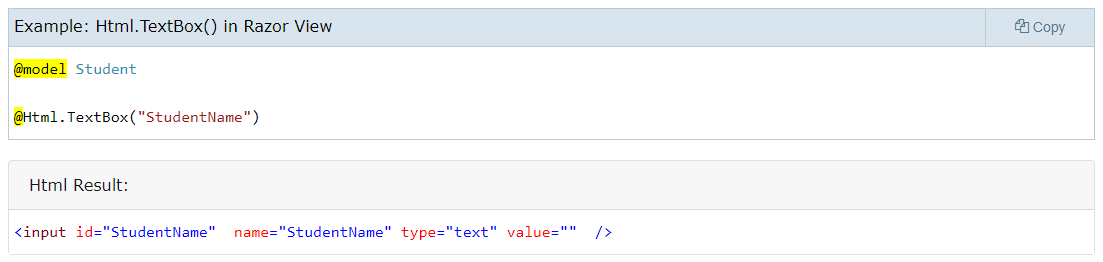 Example: Html.TextBox() in Razor View
Copy
@model Student
@Html.TextBox("StudentName")
Html Result:
<input id="StudentName"  name="StudentName" type="text" value=""  />